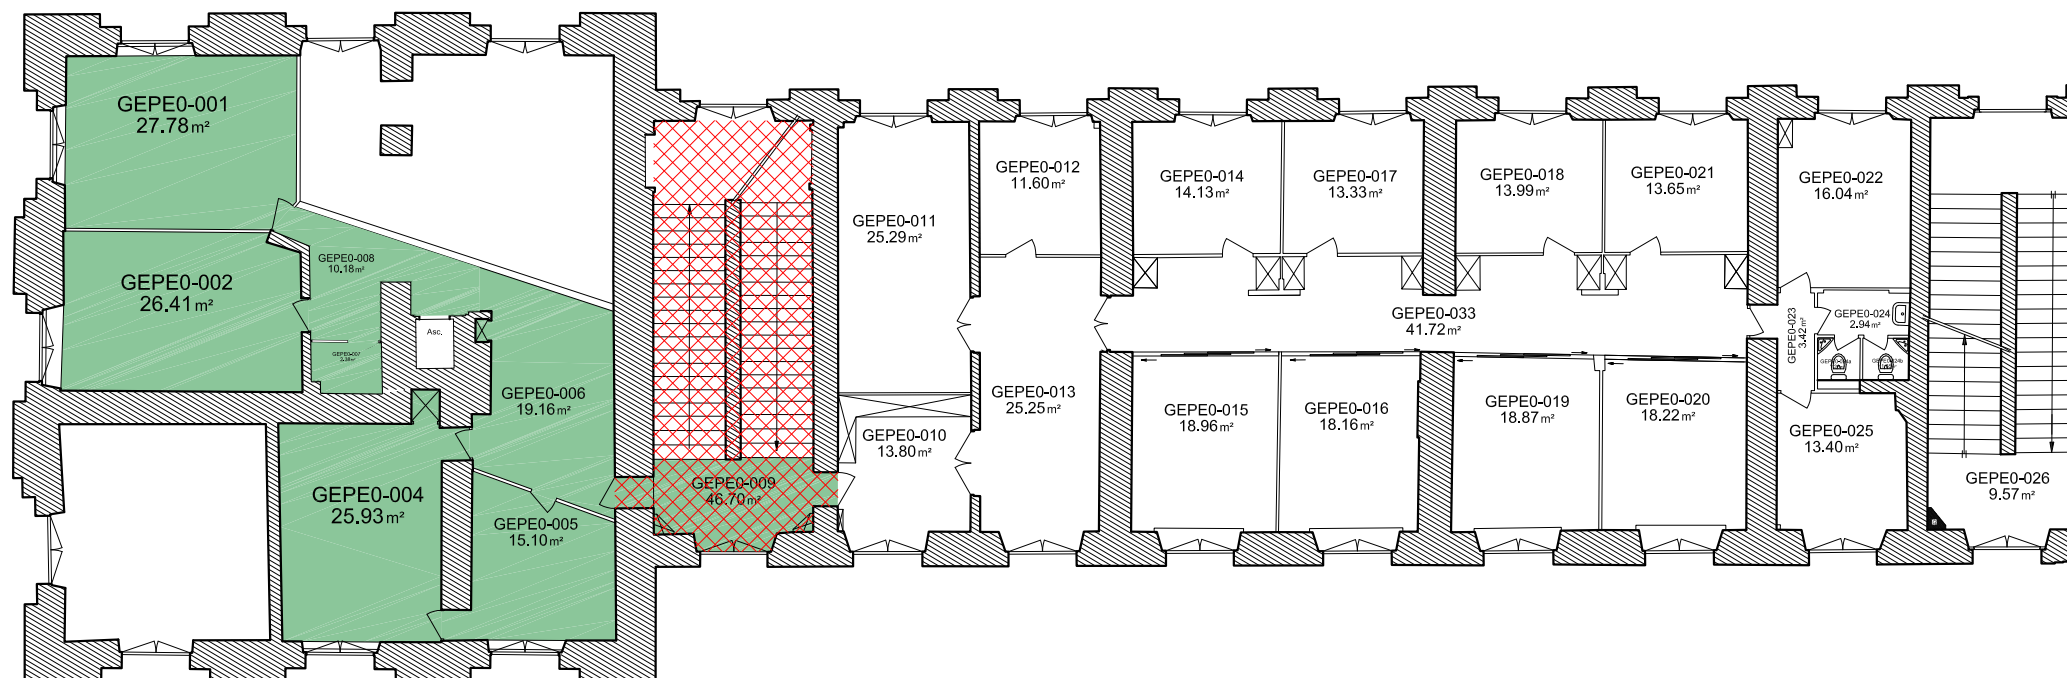 GEPE0-001
27.78 m²
GEPE0-002
26.41 m²
GEPE0-008
10.18 m²
GEPE0-007
Asc.
GEPE0-006
19.16 m²
GEPE0-004
25.93 m²
GEPE0-005
15.10 m²
GEPE0-009
46.70 m²
GEPE0-011
25.29 m²
GEPE0-010
13.80 m²
GEPE0-012
11.60 m²
GEPE0-013
25.25 m²
GEPE0-014
14.13 m²
GEPE0-017
13.33 m²
GEPE0-018
13.99 m²
GEPE0-021
13.65 m²
GEPE0-033
41.72 m²
GEPE0-015
18.96 m²
GEPE0-016
18.16 m²
GEPE0-019
18.87 m²
GEPE0-020
18.22 m²
GEPE0-022
16.04 m²
GEPE0-023
3.42 m²
GEPE0-024
2.94 m²
GEPE0-025
13.40 m²
GEPE0-026
9.57 m²